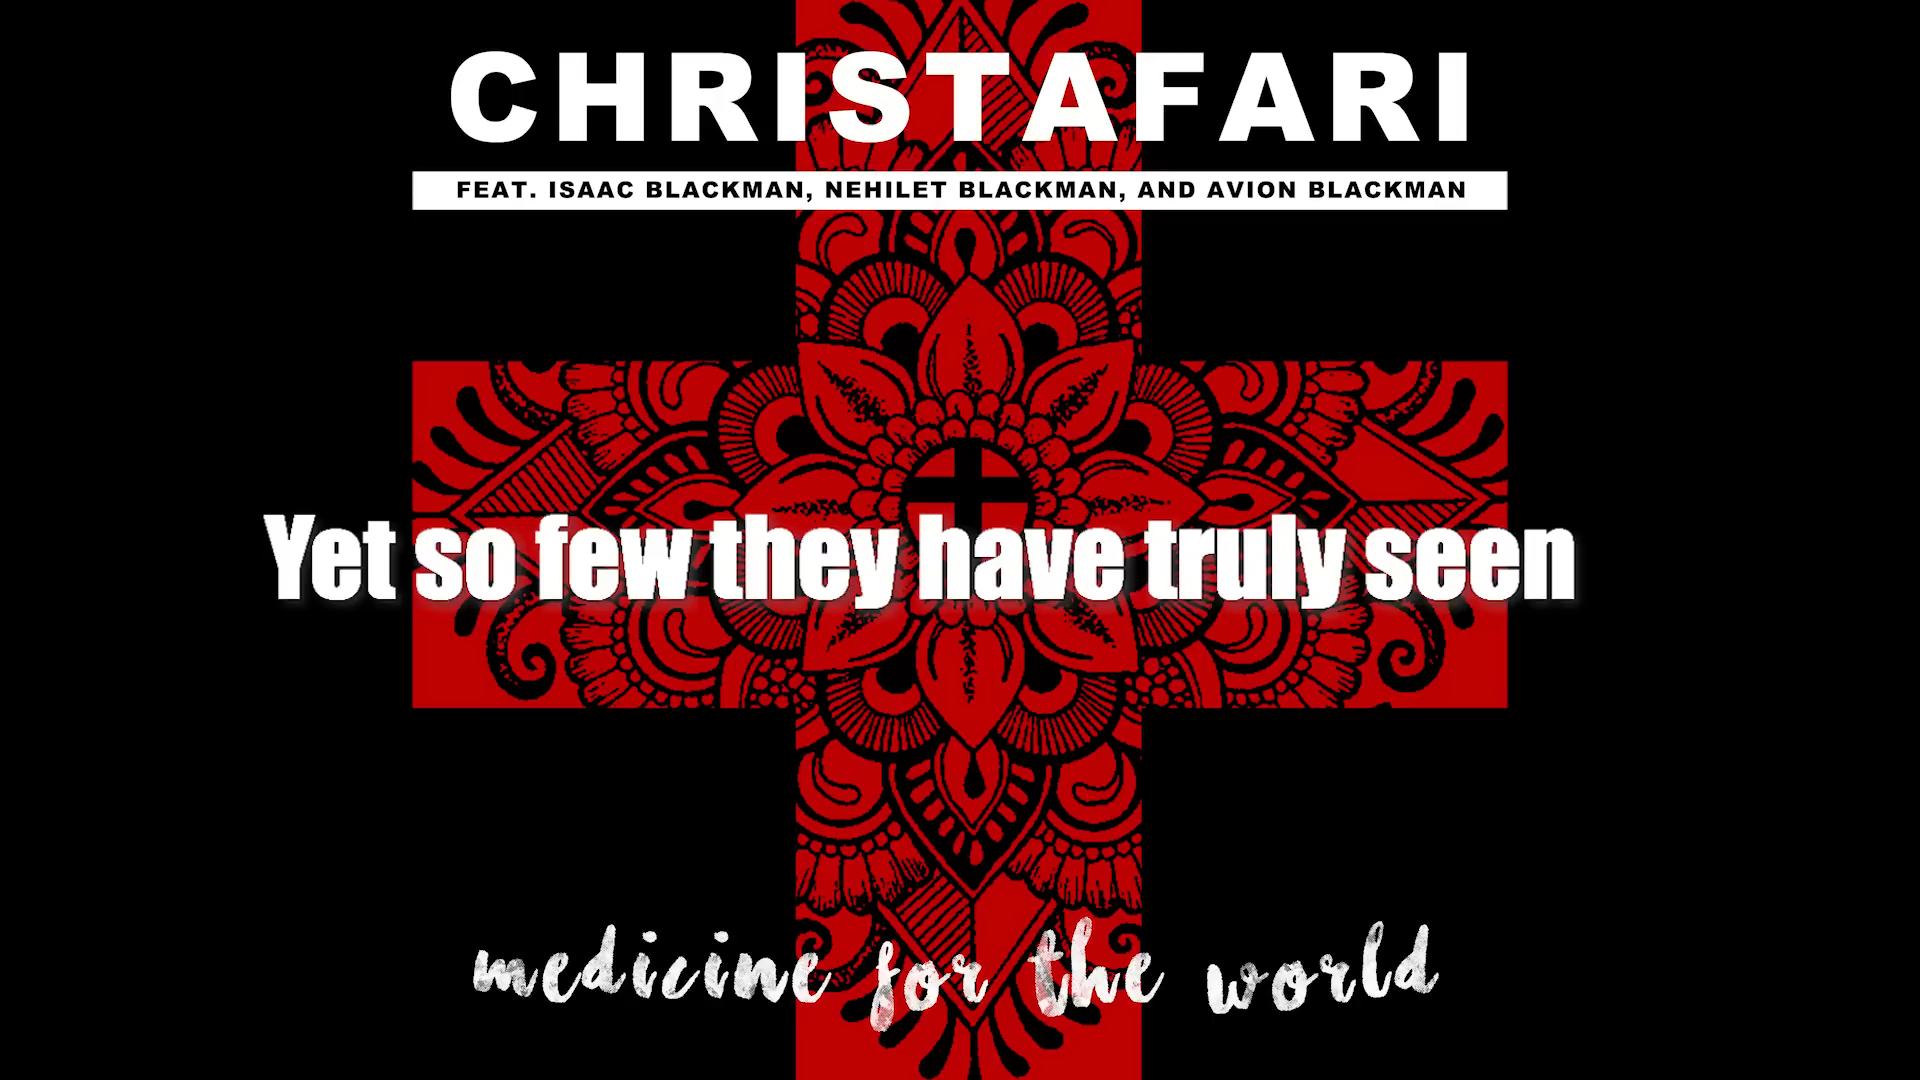 CHRISTAFARI
FEAT. ISAAC BLACKMAN, NEHILET BLACKMAN, AND AVION BLACKMAN
Yet so few they have truly seen
medicine for the world